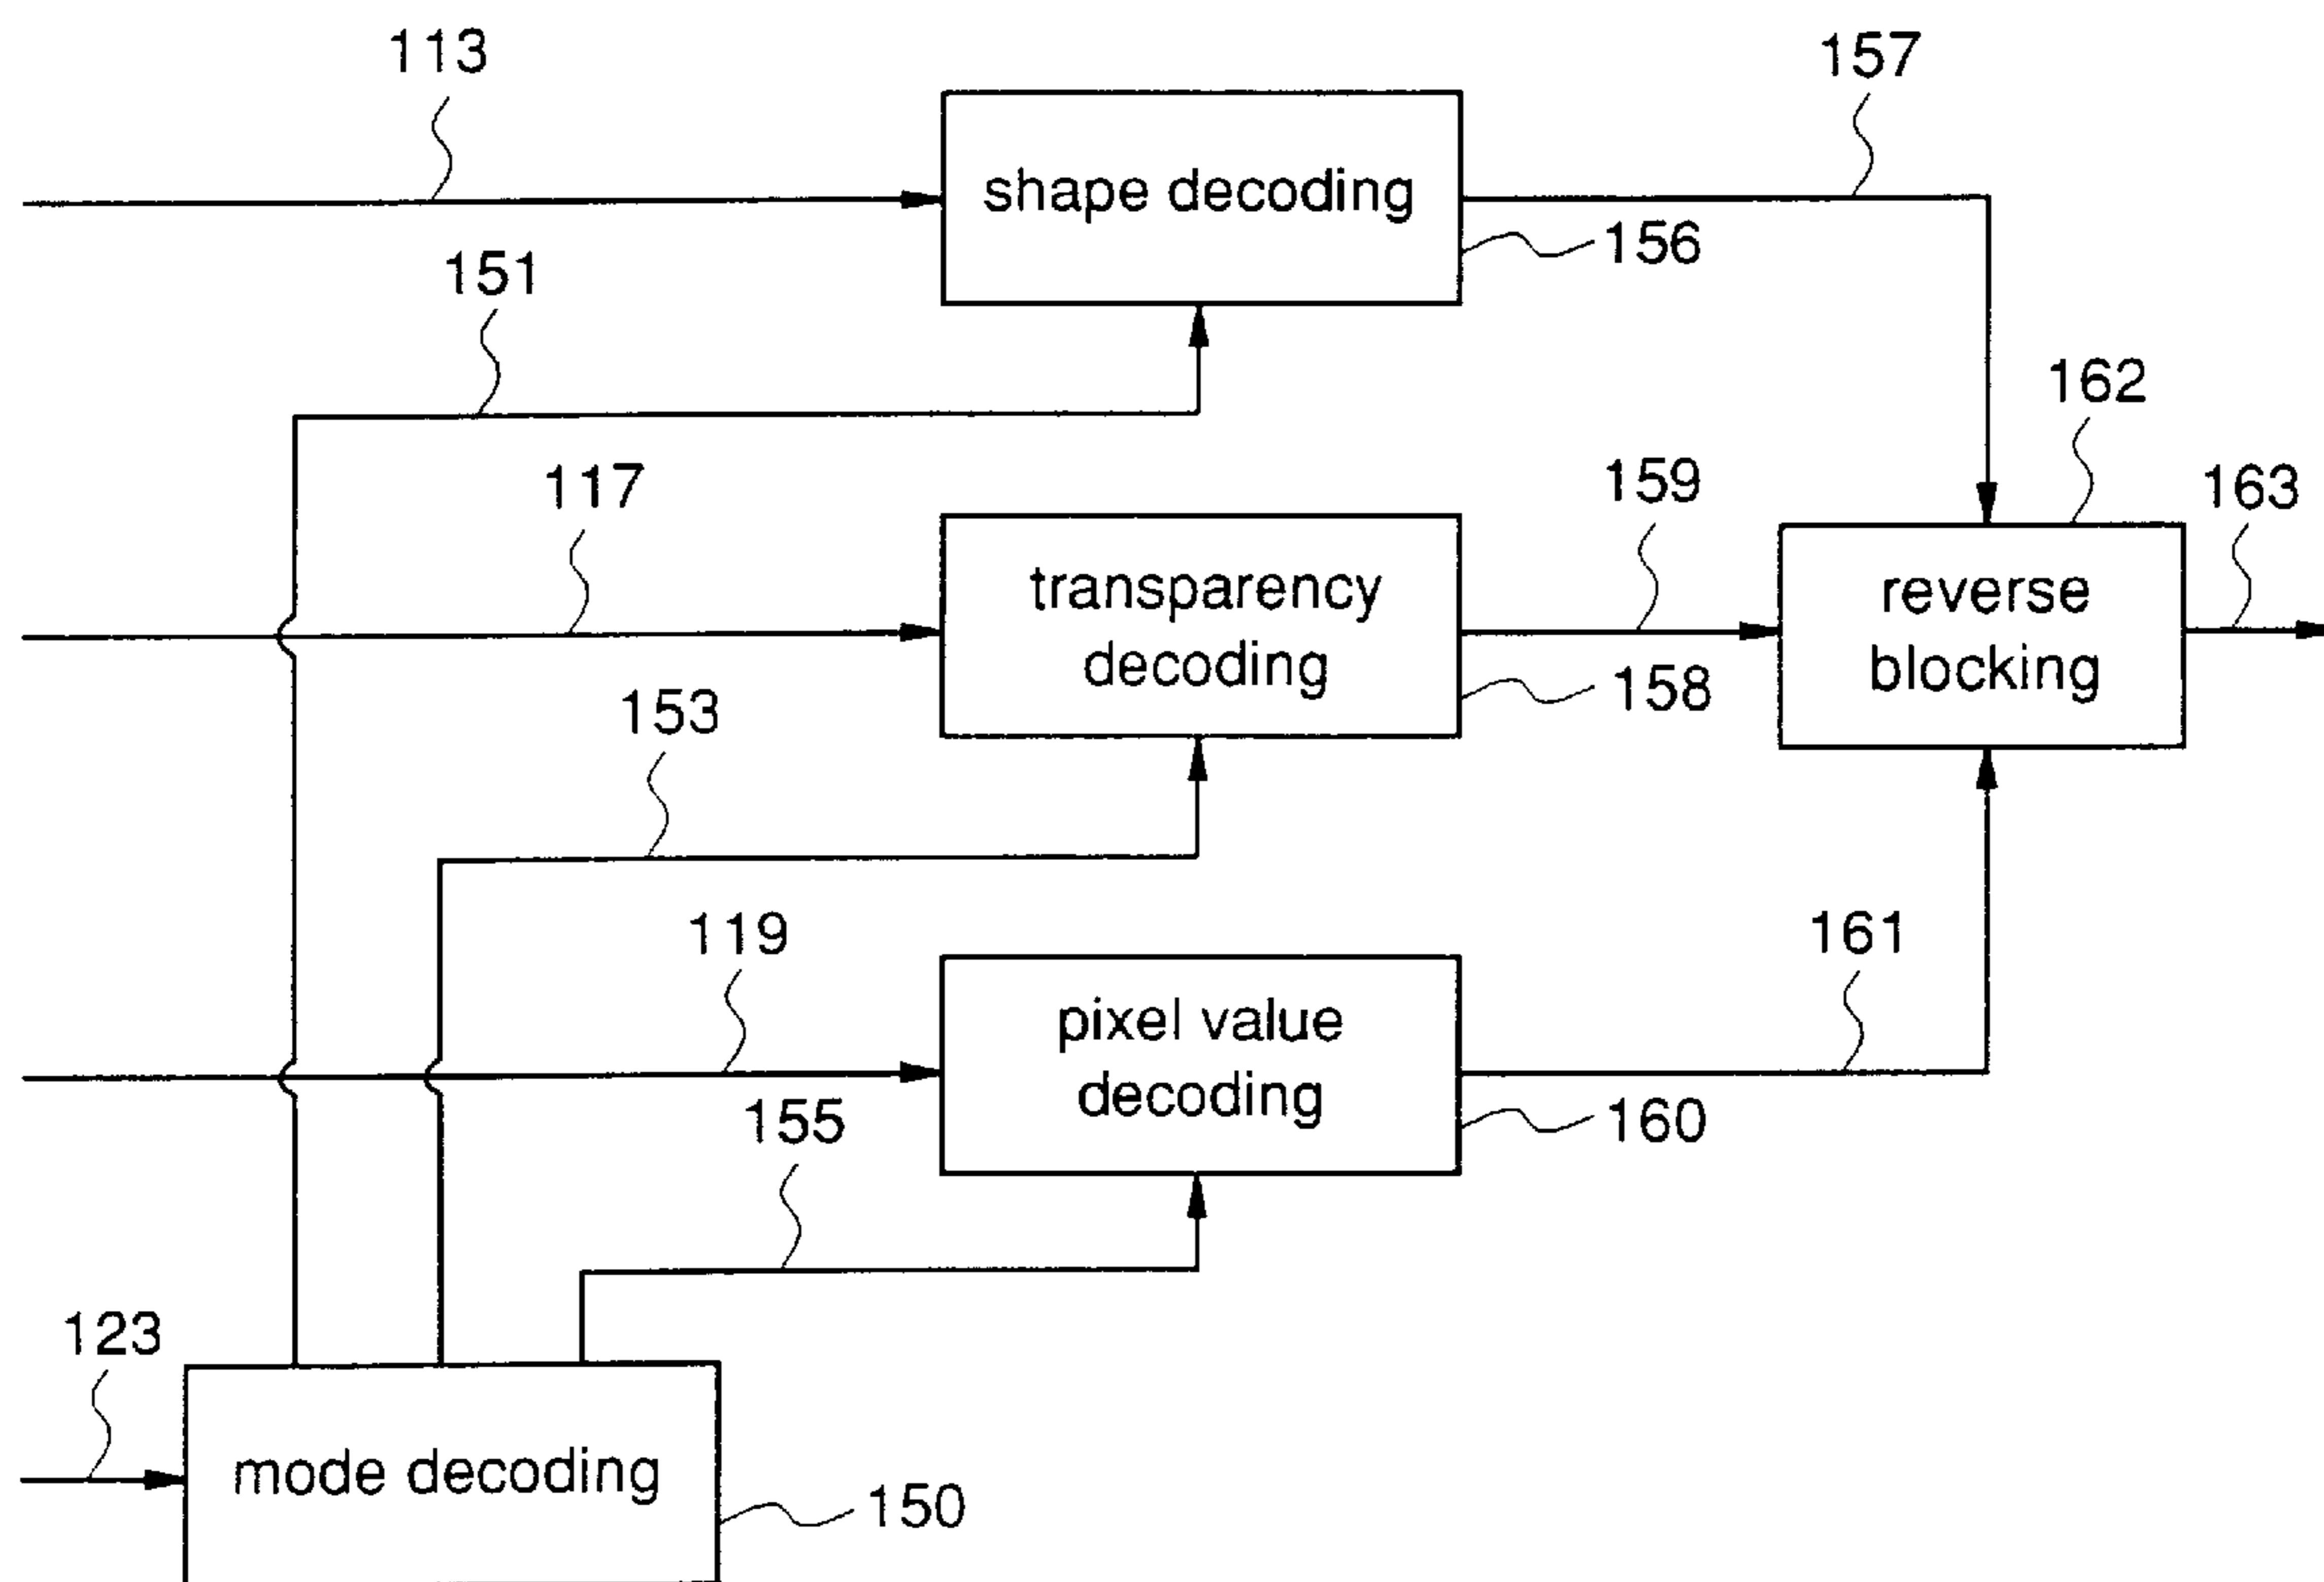 113
157
shape decoding
156
151
162
117
159
163
transparency
decoding
reverse
blocking
158
153
119
161
pixel value
decoding
155
160
123
mode decoding
150